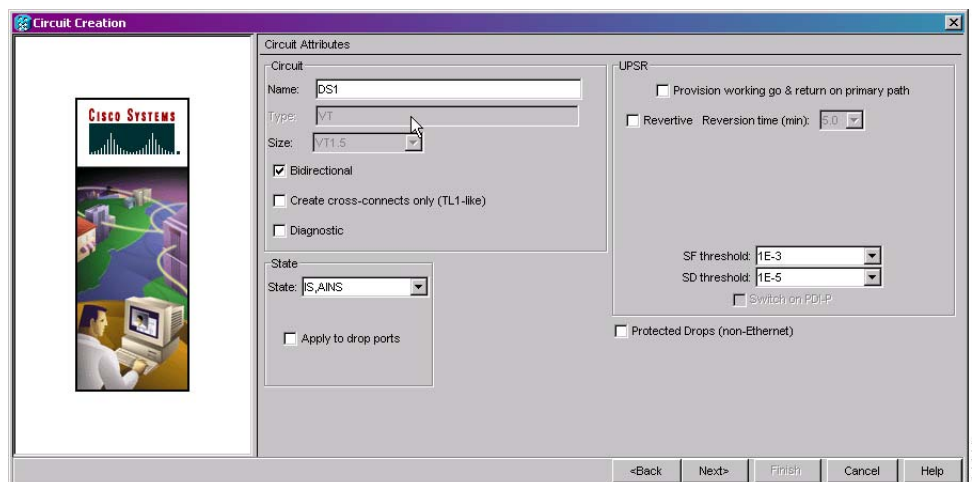 Circuit Creation
CISCO SYSTEMS
Circuit Attributes
Circuit
Name: DS1
Type: VT
Size: VT1.5
Bidirectional
Create cross-connects only (TL1-like)
Diagnostic
State
State: IS,AINS
Apply to drop ports
UPSR
Provision working go & return on primary path
Revertive Reversion time (min): 5.0
SF threshold: 1E-3
SD threshold: 1E-5
Switch on PDI-P
Protected Drops (non-Ethernet)
<Back Next> Finish Cancel Help